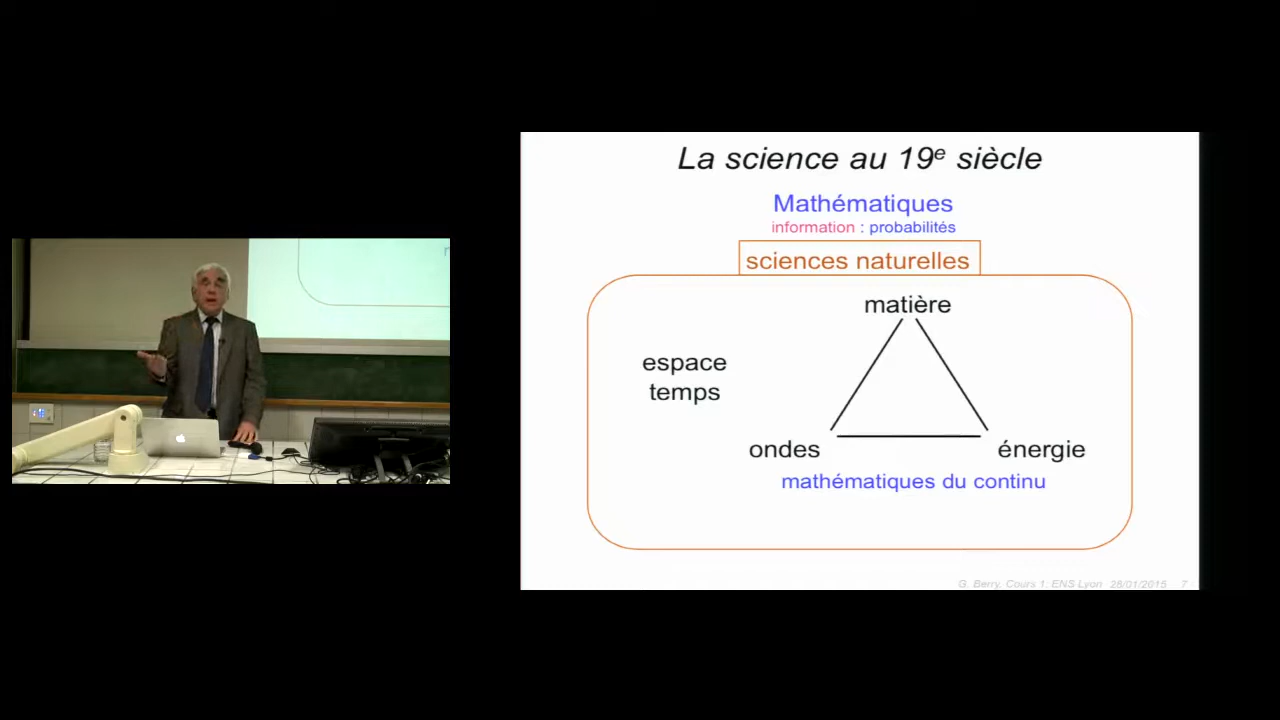 La science au 19e siècle
Mathématiques
information : probabilités
sciences naturelles
matière
espace
temps
ondes
énergie
mathématiques du continu
G. Berry, Cours 1, ENS Lyon 28/01/2015 7